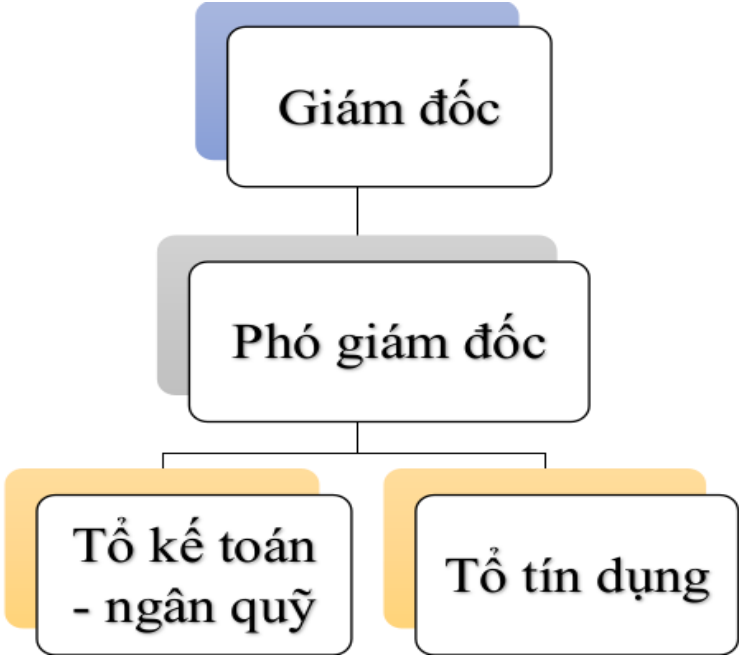 Giám đốc
Phó giám đốc
Tổ kế toán
- ngân quỹ
Tổ tín dụng